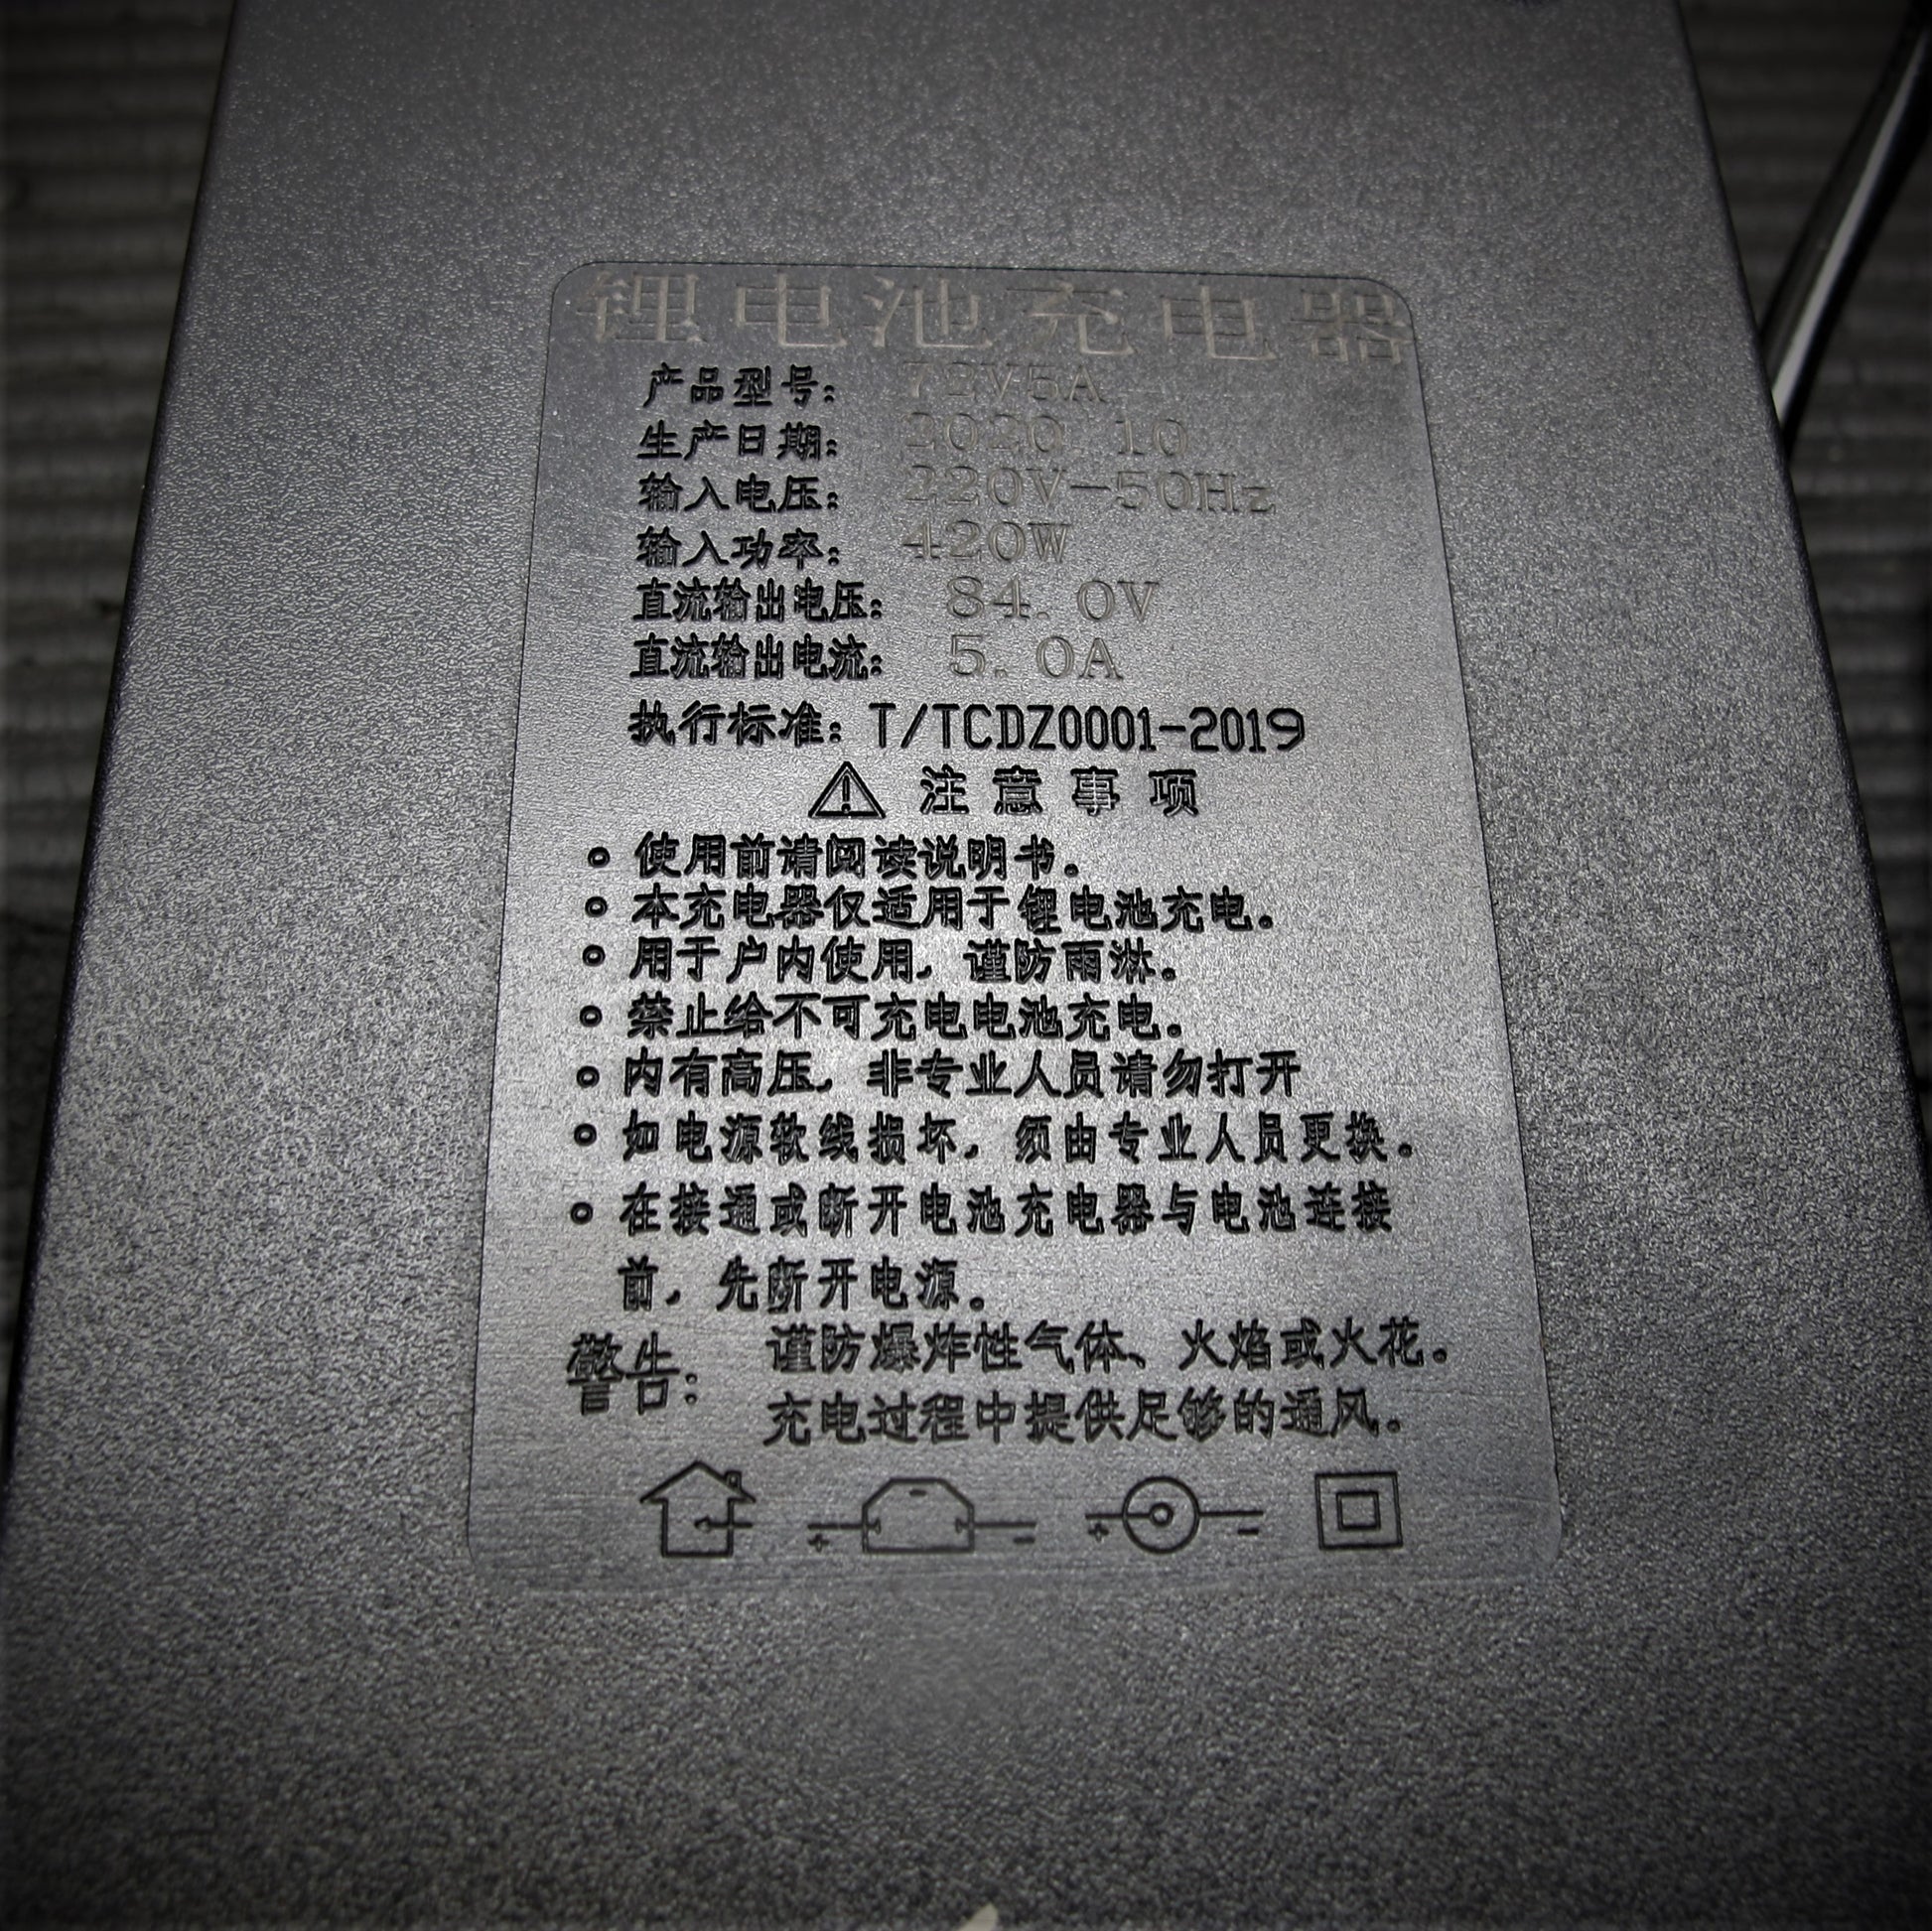 锂电池充电器
产品型号: 72V5A
生产日期: 2020 10
输入电压: 220V-50Hz
输入功率: 420W
直流输出电压: 84.0V
直流输出电流: 5.0A
执行标准: T/TCDZ0001-2019
注意事项
使用前请阅读说明书。
本充电器仅适用于锂电池充电。
用于户内使用，谨防雨淋。
禁止给不可充电电池充电。
内有高压，非专业人员请勿打开
如电源软线损坏，须由专业人员更换。
在接通或断开电池充电器与电池连接
前，先断开电源。
警告: 谨防爆炸性气体、火焰或火花。
充电过程中提供足够的通风。